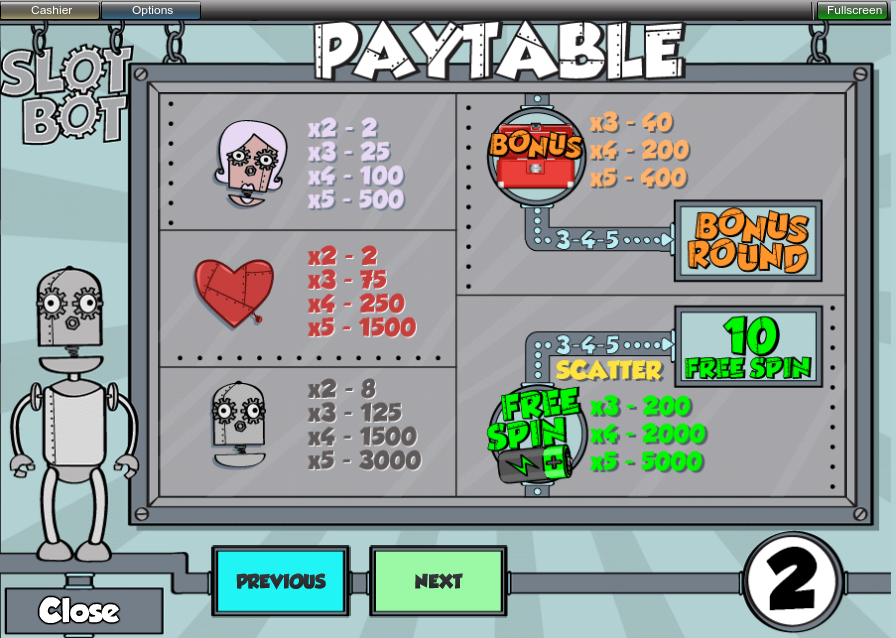 Cashier
Options
Fullscreen
PAYTABLE
SLOT
BOT
x2 - 2
x3 - 25
x4 - 100
x5 - 500
x2 - 2
x3 - 75
x4 - 250
x5 - 1500
x2 - 8
x3 - 125
x4 - 1500
x5 - 3000
BONUS
x3 - 40
x4 - 200
x5 - 400
3-4-5
BONUS
ROUND
3-4-5
SCATTER
10
FREE SPIN
FREE
SPIN
x3 - 200
x4 - 2000
x5 - 5000
PREVIOUS
NEXT
2
Close